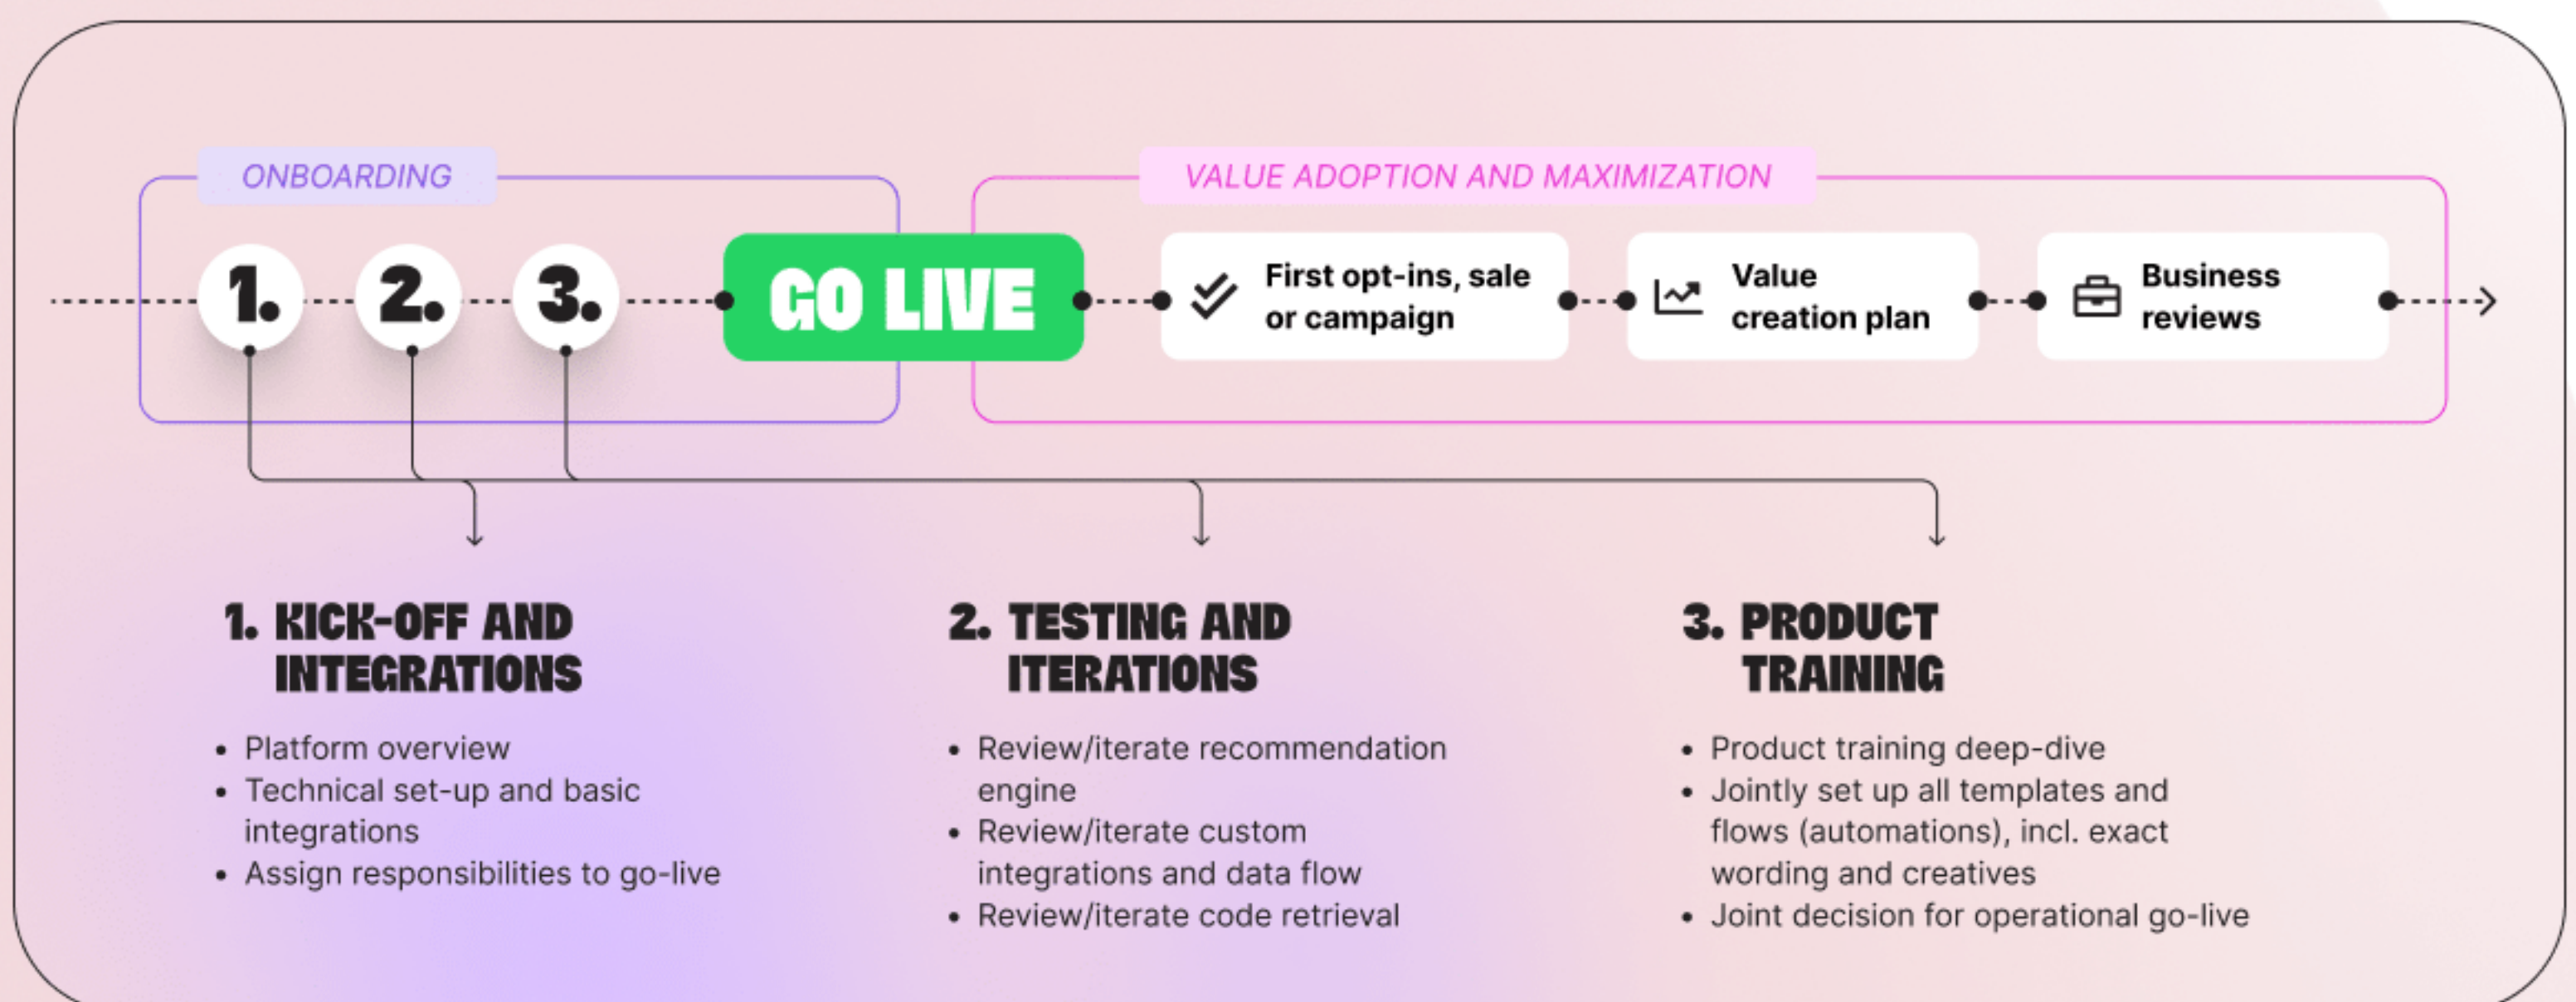 ONBOARDING
VALUE ADOPTION AND MAXIMIZATION
1.
2.
3.
GO LIVE
First opt-ins, sale
or campaign
Value
creation plan
Business
reviews
1. KICK-OFF AND
INTEGRATIONS
• Platform overview
• Technical set-up and basic
integrations
• Assign responsibilities to go-live
2. TESTING AND
ITERATIONS
• Review/iterate recommendation
engine
• Review/iterate custom
integrations and data flow
• Review/iterate code retrieval
3. PRODUCT
TRAINING
• Product training deep-dive
• Jointly set up all templates and
flows (automations), incl. exact
wording and creatives
• Joint decision for operational go-live